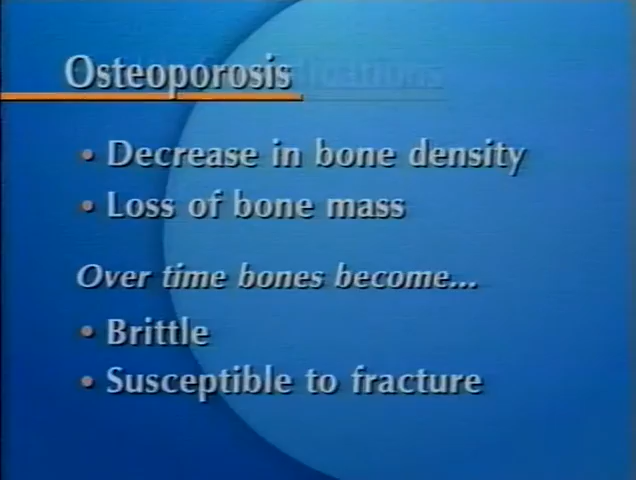 Osteoporosis
• Decrease in bone density
• Loss of bone mass
Over time bones become...
• Brittle
• Susceptible to fracture